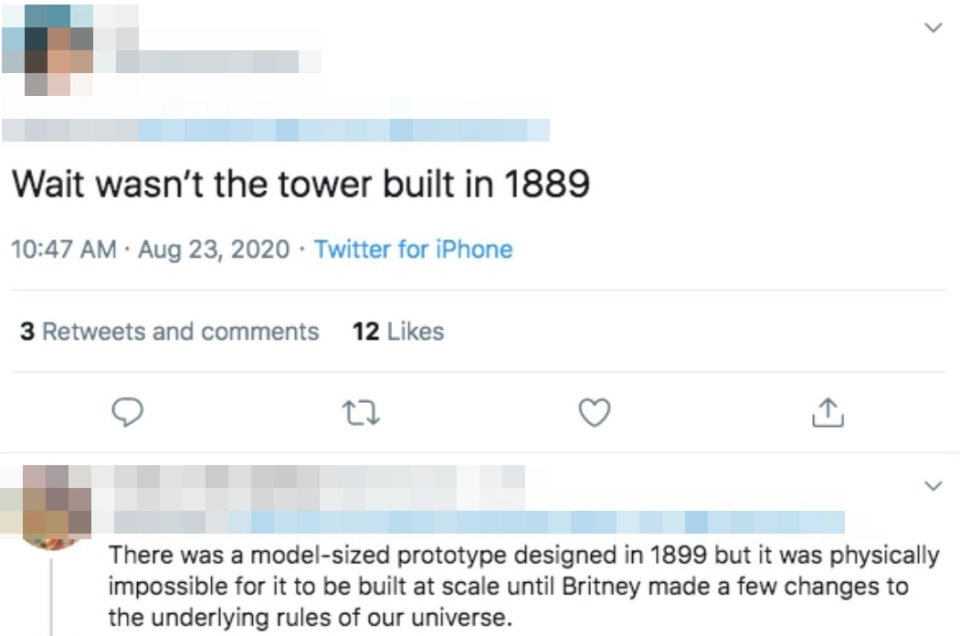 Wait wasn't the tower built in 1889
10:47 AM · Aug 23, 2020 · Twitter for iPhone
3 Retweets and comments 12 Likes
There was a model-sized prototype designed in 1899 but it was physically
impossible for it to be built at scale until Britney made a few changes to
the underlying rules of our universe.